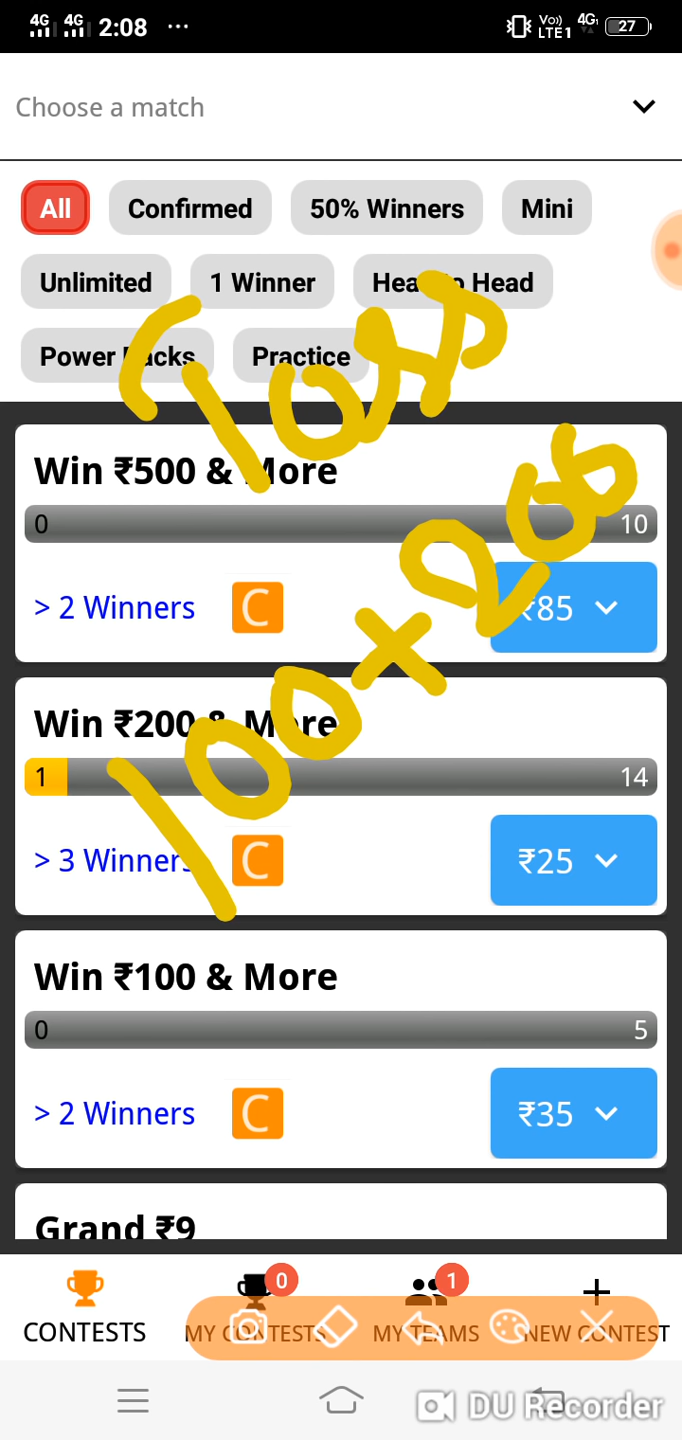 4G 4G 2:08 ... Vo)) LTE1 4G 27
Choose a match
All Confirmed 50% Winners Mini
Unlimited 1 Winner Head to Head
Power Packs Practice
Toss
Win ₹500 & More
0 10
> 2 Winners C ₹85
100+200
Win ₹200 & More
1 14
> 3 Winners C ₹25
Win ₹100 & More
0 5
> 2 Winners C ₹35
Grand ₹9
0 1
CONTESTS MY CONTESTS MY TEAMS NEW CONTEST
DU Recorder